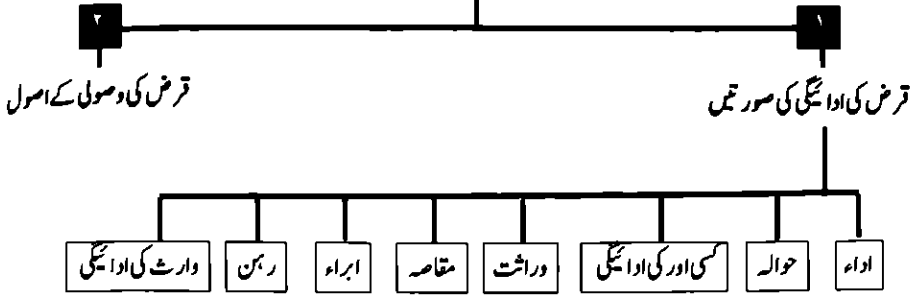 ۱
۲
قرض کی ادائیگی کی صورتیں
قرض کی وصولی کے اصول
اداء
حوالہ
کسی اور کی ادائیگی
وراثت
مقاصہ
ابراء
رہن
وارث کی ادائیگی